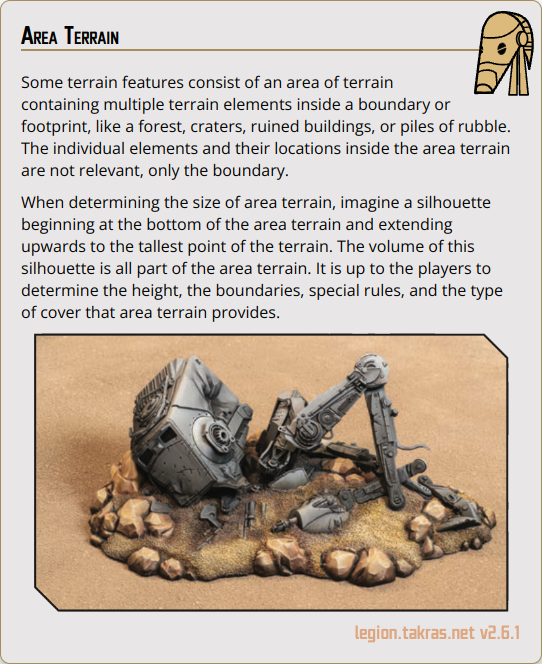 Area Terrain
Some terrain features consist of an area of terrain
containing multiple terrain elements inside a boundary or
footprint, like a forest, craters, ruined buildings, or piles of rubble.
The individual elements and their locations inside the area terrain
are not relevant, only the boundary.
When determining the size of area terrain, imagine a silhouette
beginning at the bottom of the area terrain and extending
upwards to the tallest point of the terrain. The volume of this
silhouette is all part of the area terrain. It is up to the players to
determine the height, the boundaries, special rules, and the type
of cover that area terrain provides.
legion.takras.net v2.6.1